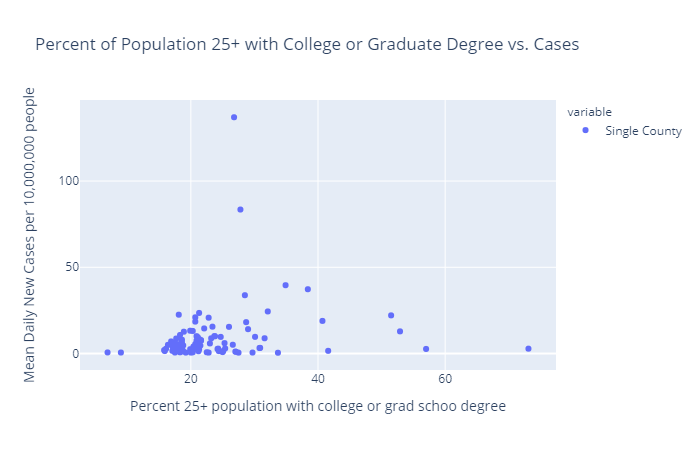 Percent of Population 25+ with College or Graduate Degree vs. Cases
variable
Single County
Mean Daily New Cases per 10,000,000 people
100
50
0
20
40
60
Percent 25+ population with college or grad schoo degree